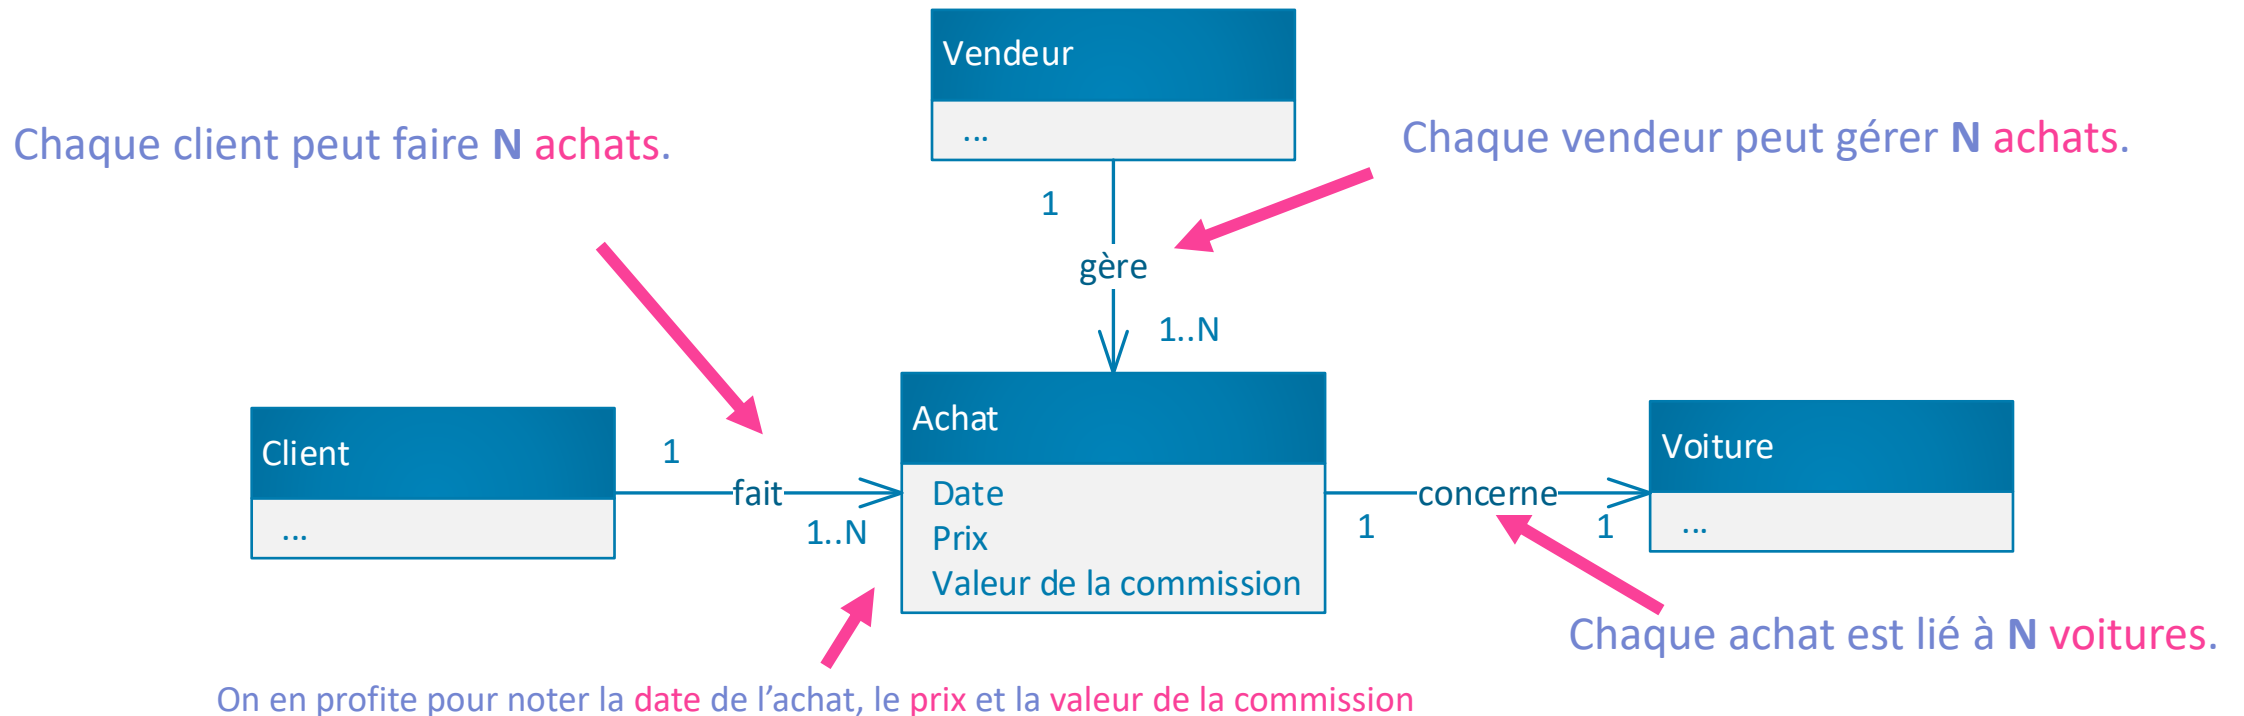 Vendeur
...
Chaque client peut faire N achats.
Chaque vendeur peut gérer N achats.
1
gère
1..N
Client
...
1
fait
1..N
Achat
Date
Prix
Valeur de la commission
concerne
1
1
Voiture
...
Chaque achat est lié à N voitures.
On en profite pour noter la date de l’achat, le prix et la valeur de la commission